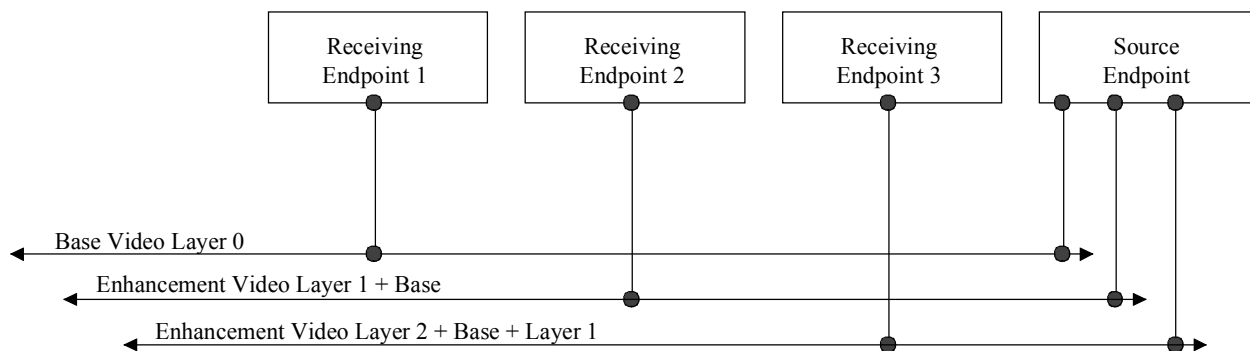 Receiving
Endpoint 1
Receiving
Endpoint 2
Receiving
Endpoint 3
Source
Endpoint
Base Video Layer 0
Enhancement Video Layer 1 + Base
Enhancement Video Layer 2 + Base + Layer 1